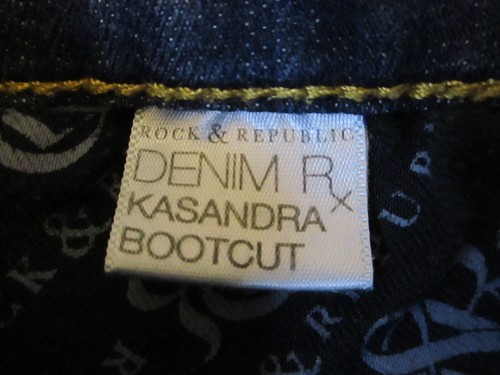 ROCK & REPUBLIC
DENIM Rx
KASANDRA
BOOTCUT